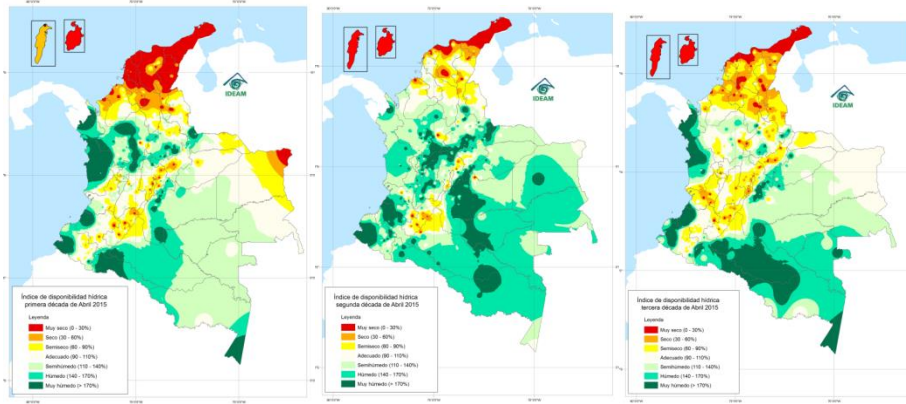 IDEAM
Índice de disponibilidad hídrica
primera década de Abril 2015
Leyenda
Muy seco (0 - 30%)
Seco (30 - 60%)
Semiseco (60 - 90%)
Adecuado (90 - 110%)
Semihúmedo (110 - 140%)
Húmedo (140 - 170%)
Muy húmedo (> 170%)
IDEAM
Índice de disponibilidad hídrica
segunda década de Abril 2015
Leyenda
Muy seco (0 - 30%)
Seco (30 - 60%)
Semiseco (60 - 90%)
Adecuado (90 - 110%)
Semihúmedo (110 - 140%)
Húmedo (140 - 170%)
Muy húmedo (> 170%)
IDEAM
Índice de disponibilidad hídrica
tercera década de Abril 2015
Leyenda
Muy seco (0 - 30%)
Seco (30 - 60%)
Semiseco (60 - 90%)
Adecuado (90 - 110%)
Semihúmedo (110 - 140%)
Húmedo (140 - 170%)
Muy húmedo (> 170%)